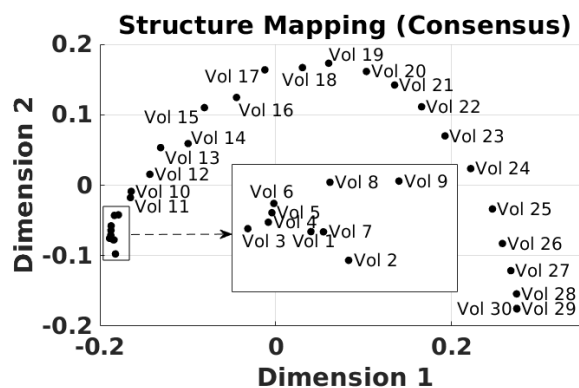 Structure Mapping (Consensus)
Dimension 2
0.2
0.1
0
-0.1
-0.2
Vol 19
Vol 17
Vol 18
Vol 20
Vol 21
Vol 15
Vol 16
Vol 22
Vol 14
Vol 23
Vol 13
Vol 12
Vol 24
Vol 10
Vol 11
Vol 6
Vol 8
Vol 9
Vol 5
Vol 4
Vol 3
Vol 1
Vol 7
Vol 2
Vol 25
Vol 26
Vol 27
Vol 28
Vol 30
Vol 29
-0.2
0
0.2
Dimension 1